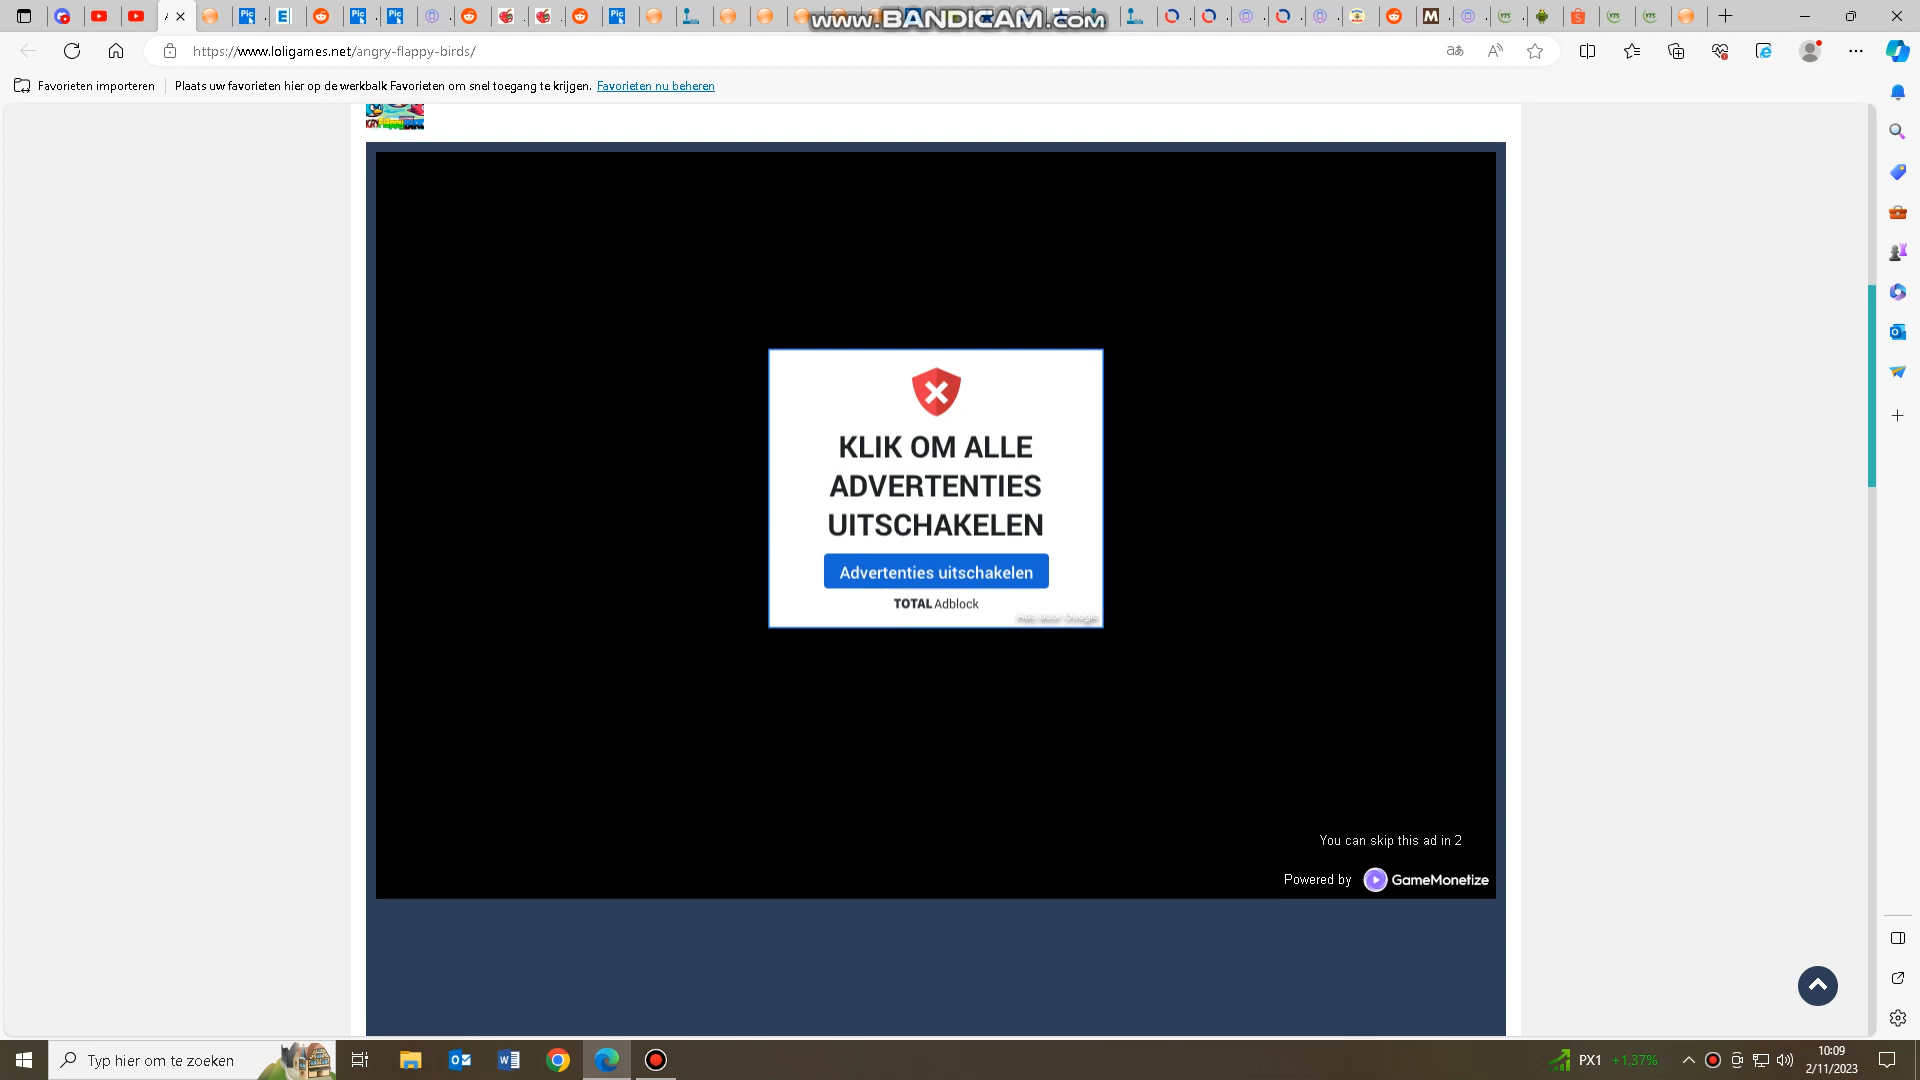 www.BANDICAM.com
https://www.loligames.net/angry-flappy-birds/
Favorieten importeren
Plaats uw favorieten hier op de werkbalk Favorieten om snel toegang te krijgen. Favorieten nu beheren
KLIK OM ALLE
ADVERTENTIES
UITSCHAKELEN
Advertenties uitschakelen
TOTAL Adblock
You can skip this ad in 2
Powered by GameMonetize
Typ hier om te zoeken
PX1 +1,37%
10:09
2/11/2023